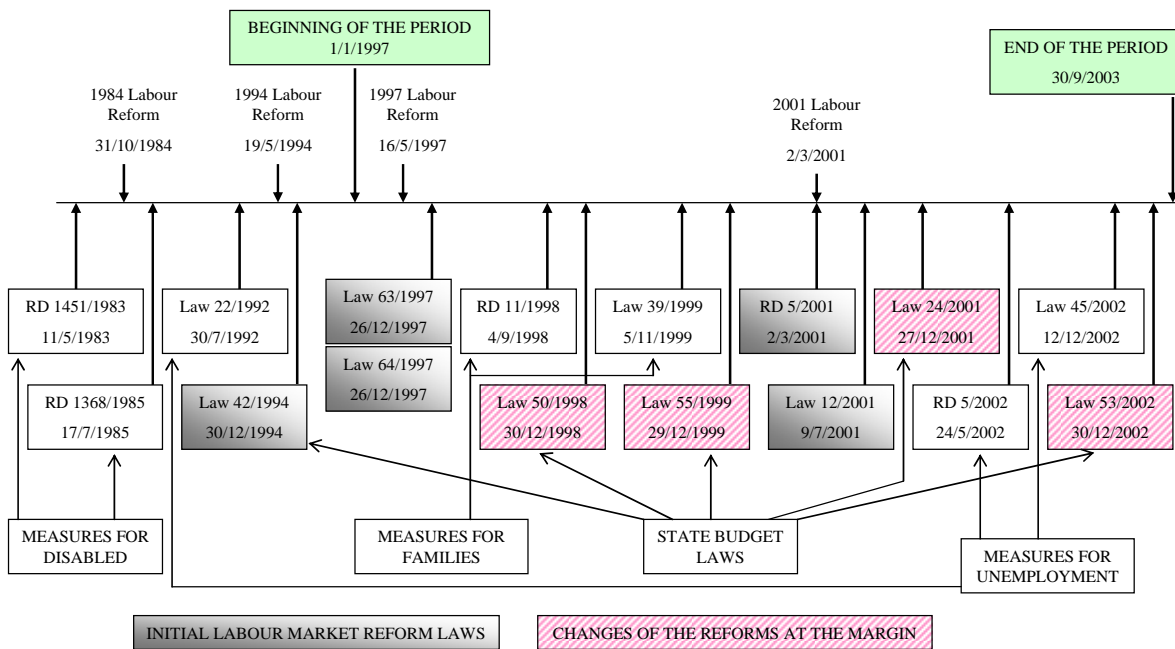 BEGINNING OF THE PERIOD
1/1/1997
END OF THE PERIOD
30/9/2003
1984 Labour
Reform
31/10/1984
1994 Labour
Reform
19/5/1994
1997 Labour
Reform
16/5/1997
2001 Labour
Reform
2/3/2001
RD 1451/1983
11/5/1983
Law 22/1992
30/7/1992
Law 63/1997
26/12/1997
Law 64/1997
26/12/1997
RD 11/1998
4/9/1998
Law 39/1999
5/11/1999
RD 5/2001
2/3/2001
Law 24/2001
27/12/2001
Law 45/2002
12/12/2002
RD 1368/1985
17/7/1985
Law 42/1994
30/12/1994
Law 50/1998
30/12/1998
Law 55/1999
29/12/1999
Law 12/2001
9/7/2001
RD 5/2002
24/5/2002
Law 53/2002
30/12/2002
MEASURES FOR
DISABLED
MEASURES FOR
FAMILIES
STATE BUDGET
LAWS
MEASURES FOR
UNEMPLOYMENT
INITIAL LABOUR MARKET REFORM LAWS
CHANGES OF THE REFORMS AT THE MARGIN